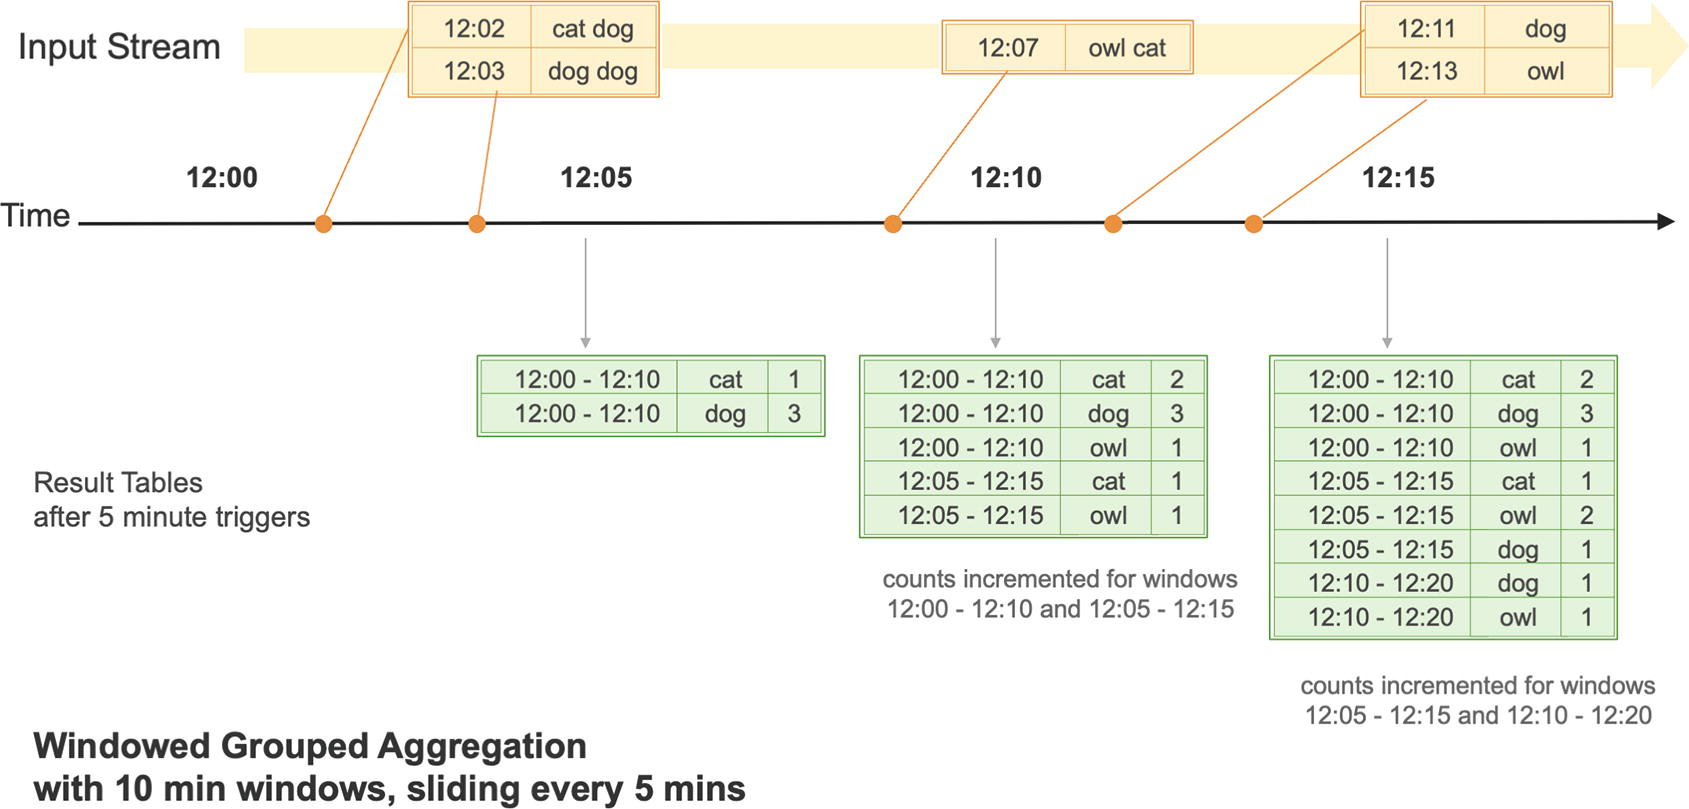 Input Stream
12:02 cat dog
12:03 dog dog
12:07 owl cat
12:11 dog
12:13 owl
12:00 12:05 12:10 12:15
Time
12:00 - 12:10 cat 1
12:00 - 12:10 dog 3
12:00 - 12:10 cat 2
12:00 - 12:10 dog 3
12:00 - 12:10 owl 1
12:05 - 12:15 cat 1
12:05 - 12:15 owl 1
12:00 - 12:10 cat 2
12:00 - 12:10 dog 3
12:00 - 12:10 owl 1
12:05 - 12:15 cat 1
12:05 - 12:15 owl 2
12:05 - 12:15 dog 1
12:10 - 12:20 dog 1
12:10 - 12:20 owl 1
Result Tables
after 5 minute triggers
counts incremented for windows
12:00 - 12:10 and 12:05 - 12:15
counts incremented for windows
12:05 - 12:15 and 12:10 - 12:20
Windowed Grouped Aggregation
with 10 min windows, sliding every 5 mins